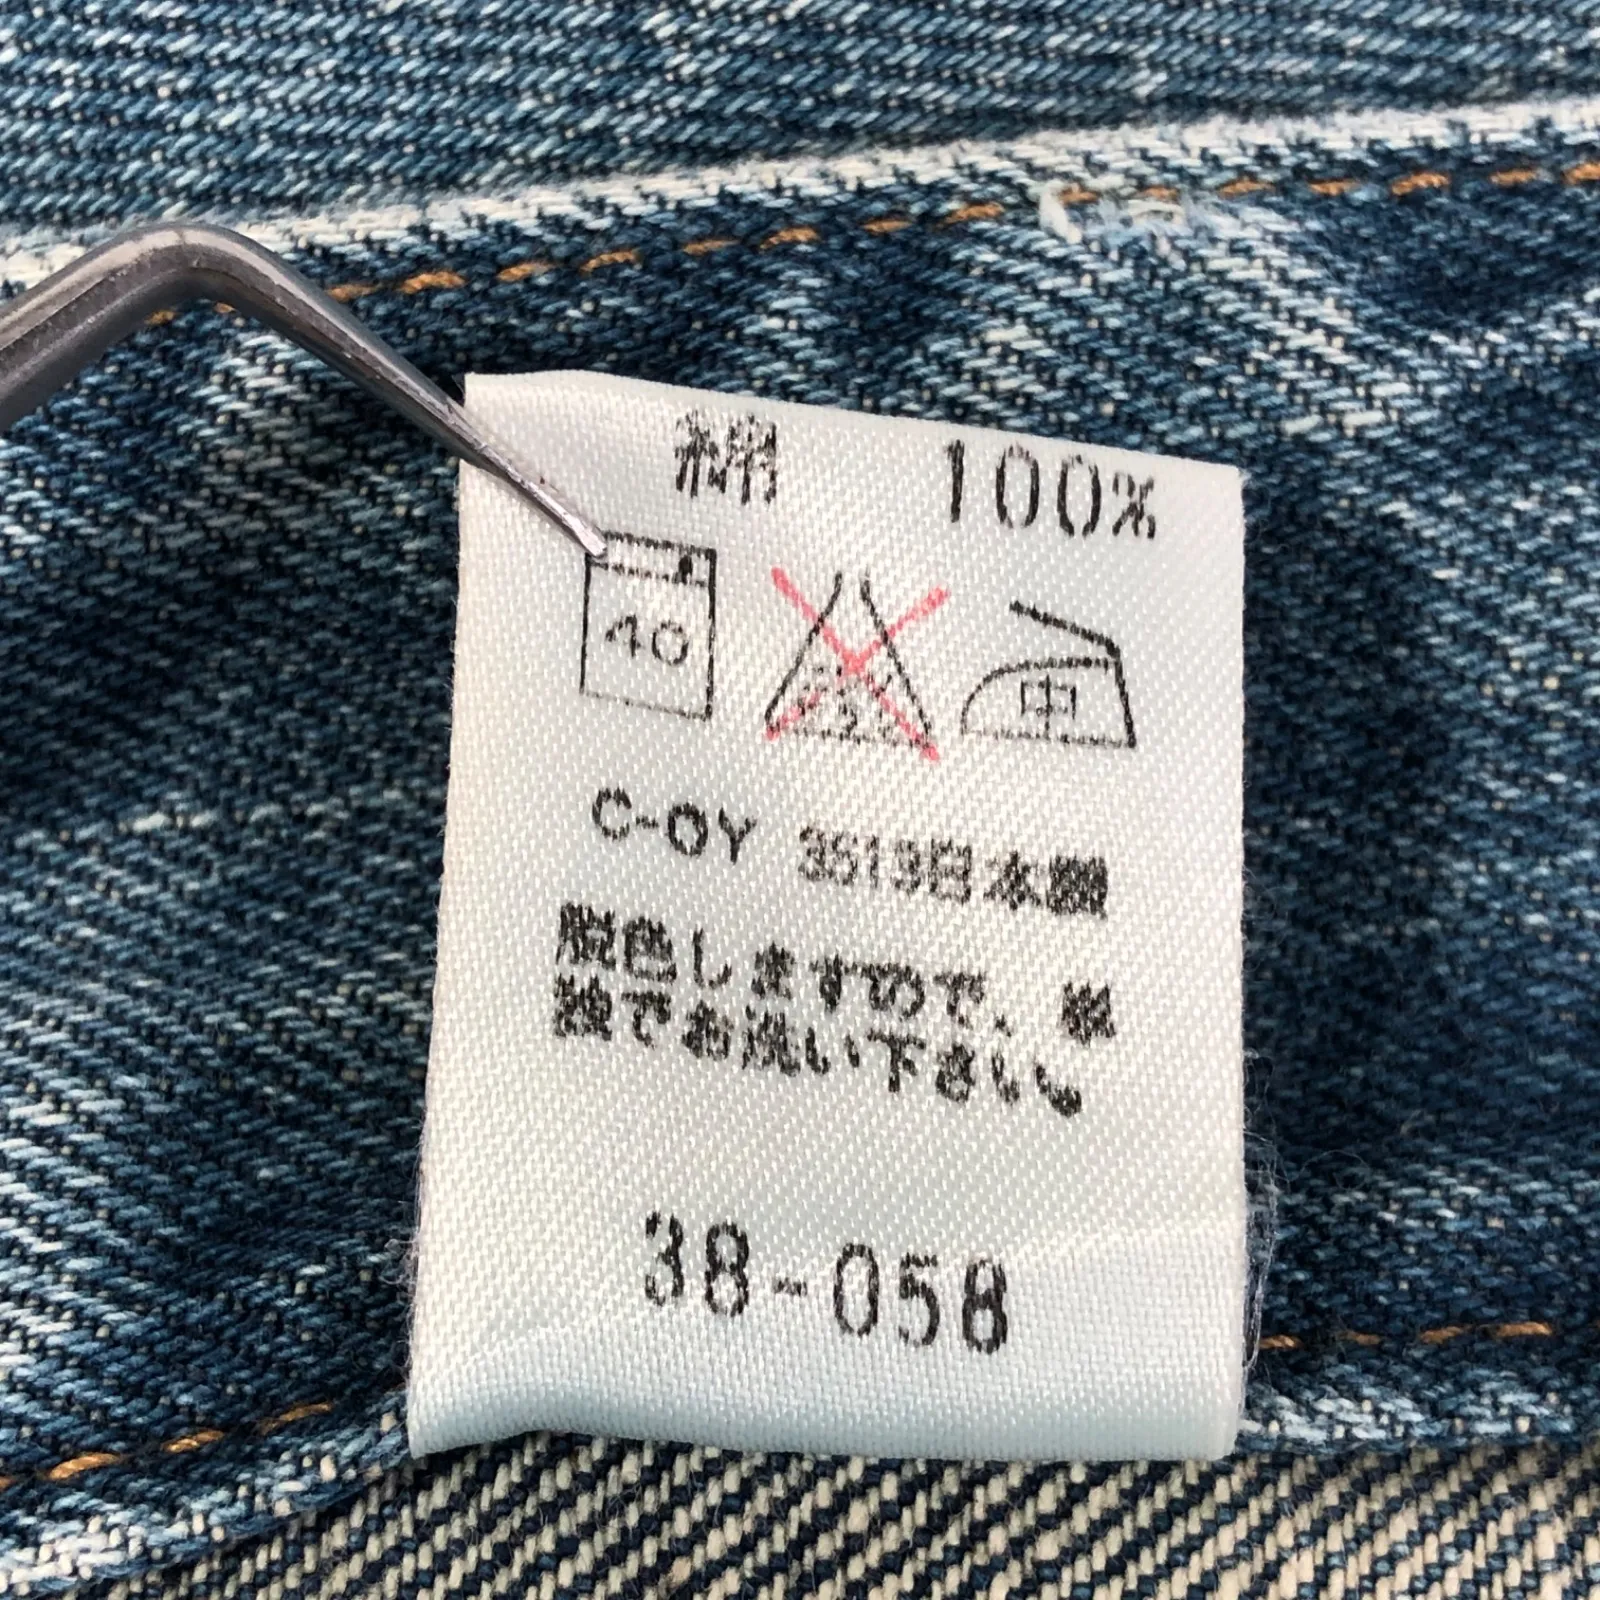 綿 100%
40 中
C-OY 3513日本製
脱色しますので、単
独でお洗い下さい。
38-058